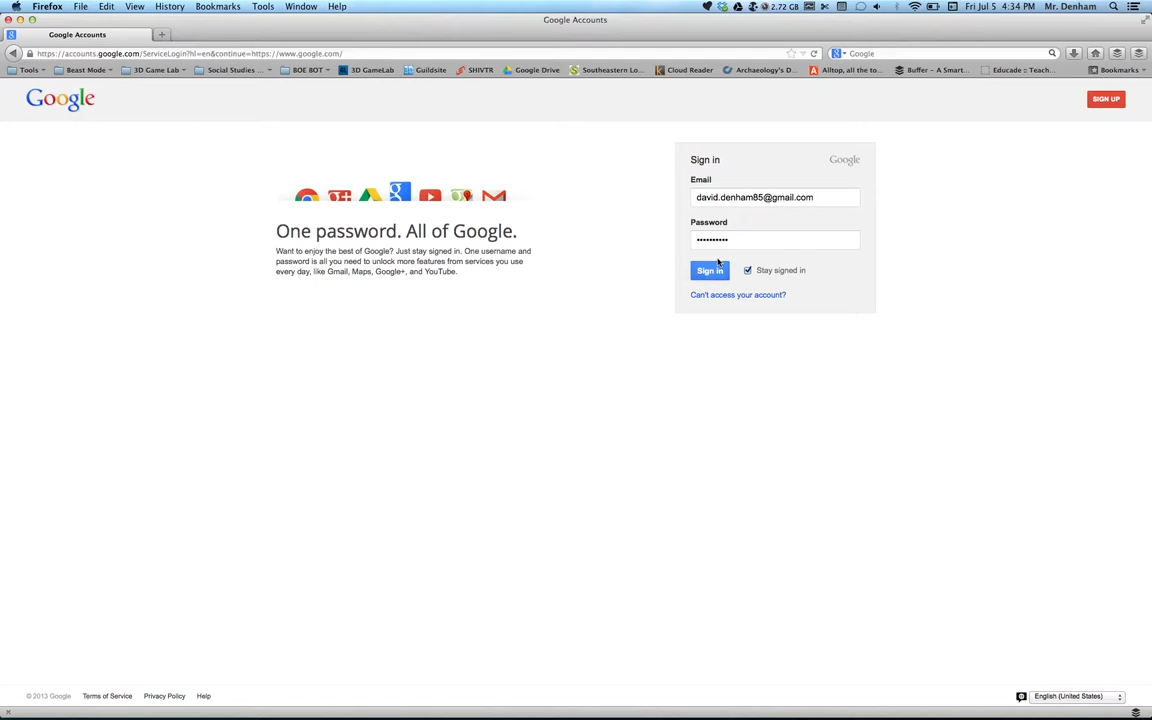 Firefox File Edit View History Bookmarks Tools Window Help 2.72 GB Fri Jul 5 4:34 PM Mr. Denham
Google Accounts
Google Accounts
https://accounts.google.com/ServiceLogin?hl=en&continue=https://www.google.com/ Google
Tools Beast Mode 3D Game Lab Social Studies ... BOE BOT 3D GameLab Guildsite SHIVTR Google Drive Southeastern Lo... Cloud Reader Archaeology's D... Alltop, all the to... Buffer – A Smart... Educade :: Teach... Bookmarks
Google SIGN UP
Sign in Google
Email
david.denham85@gmail.com
Password
••••••••••
Sign in Stay signed in
Can't access your account?
One password. All of Google.
Want to enjoy the best of Google? Just stay signed in. One username and
password is all you need to unlock more features from services you use
every day, like Gmail, Maps, Google+, and YouTube.
© 2013 Google Terms of Service Privacy Policy Help English (United States)